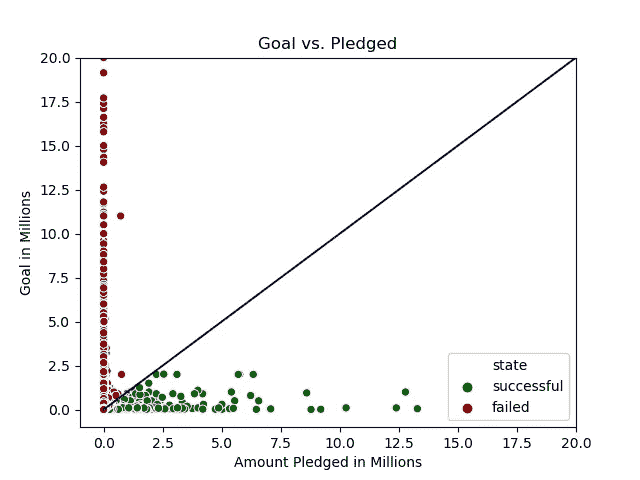 Goal vs. Pledged
Goal in Millions
20.0
17.5
15.0
12.5
10.0
7.5
5.0
2.5
0.0
0.0 2.5 5.0 7.5 10.0 12.5 15.0 17.5 20.0
Amount Pledged in Millions
state
successful
failed